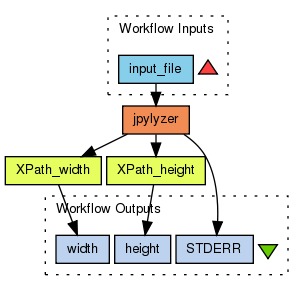 Workflow Inputs
input_file
jpylyzer
XPath_width
XPath_height
Workflow Outputs
width
height
STDERR